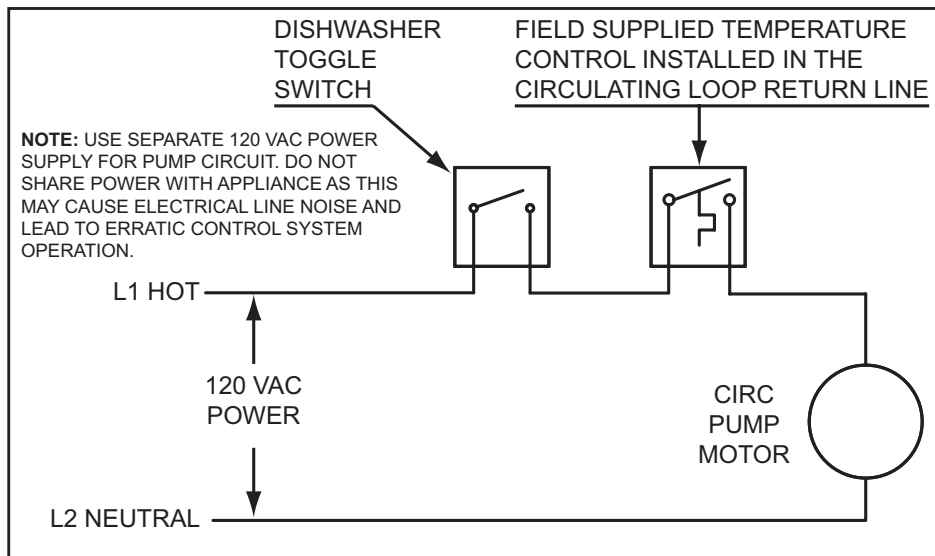 DISHWASHER
TOGGLE
SWITCH
FIELD SUPPLIED TEMPERATURE
CONTROL INSTALLED IN THE
CIRCULATING LOOP RETURN LINE
NOTE: USE SEPARATE 120 VAC POWER
SUPPLY FOR PUMP CIRCUIT. DO NOT
SHARE POWER WITH APPLIANCE AS THIS
MAY CAUSE ELECTRICAL LINE NOISE AND
LEAD TO ERRATIC CONTROL SYSTEM
OPERATION.
L1 HOT
120 VAC
POWER
CIRC
PUMP
MOTOR
L2 NEUTRAL